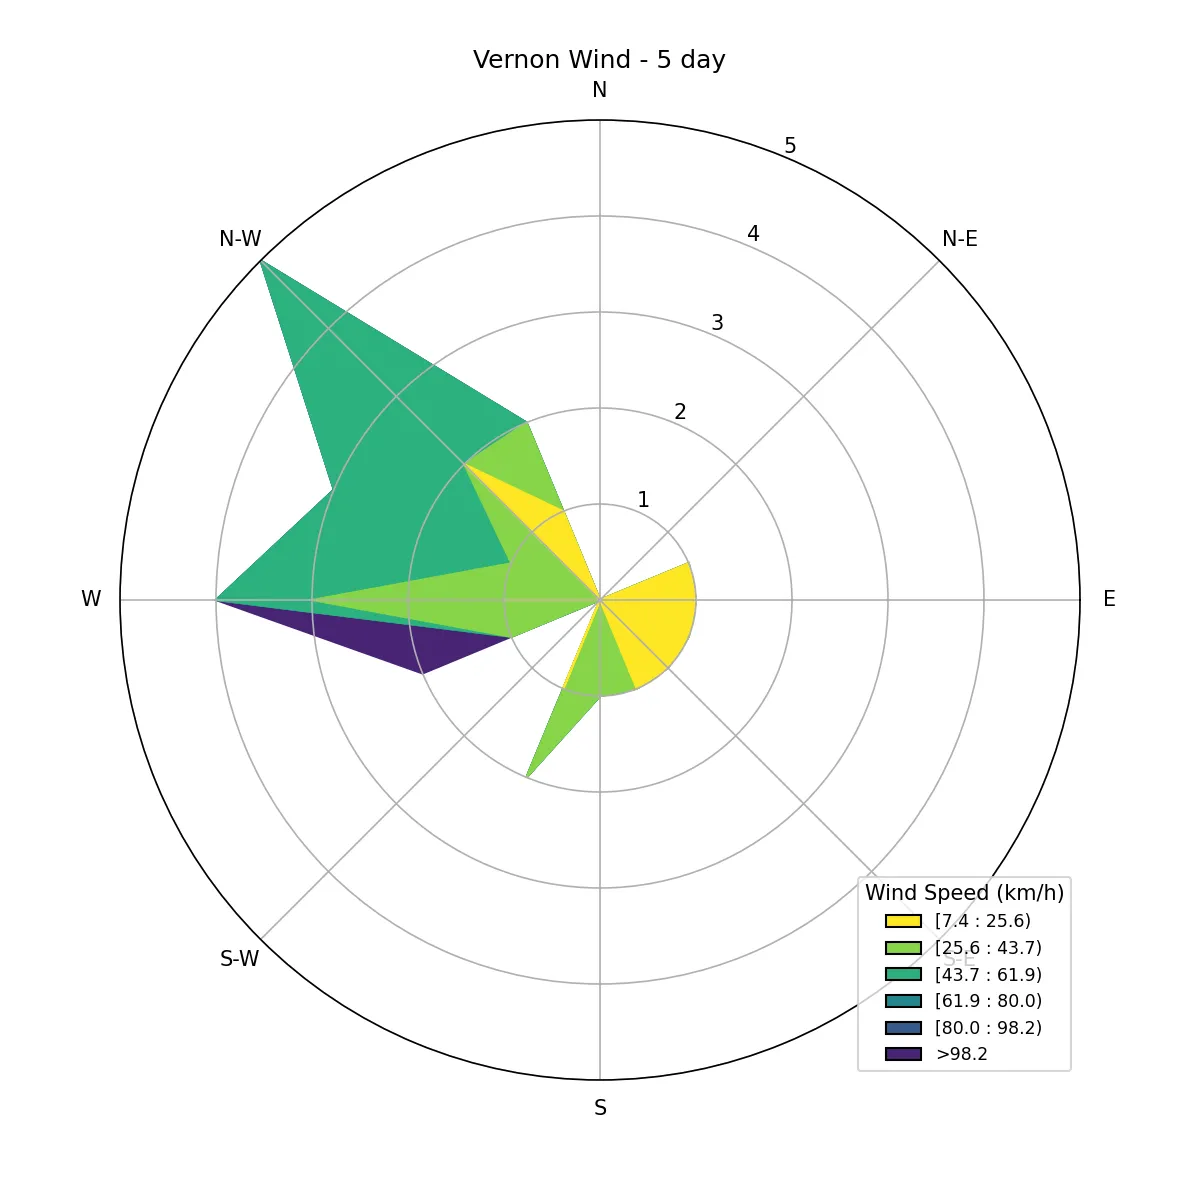 Vernon Wind - 5 day
N
5
N-W
N-E
4
3
2
1
W
E
Wind Speed (km/h)
[7.4 : 25.6)
[25.6 : 43.7)
S-W
S-E
[43.7 : 61.9)
[61.9 : 80.0)
[80.0 : 98.2)
>98.2
S